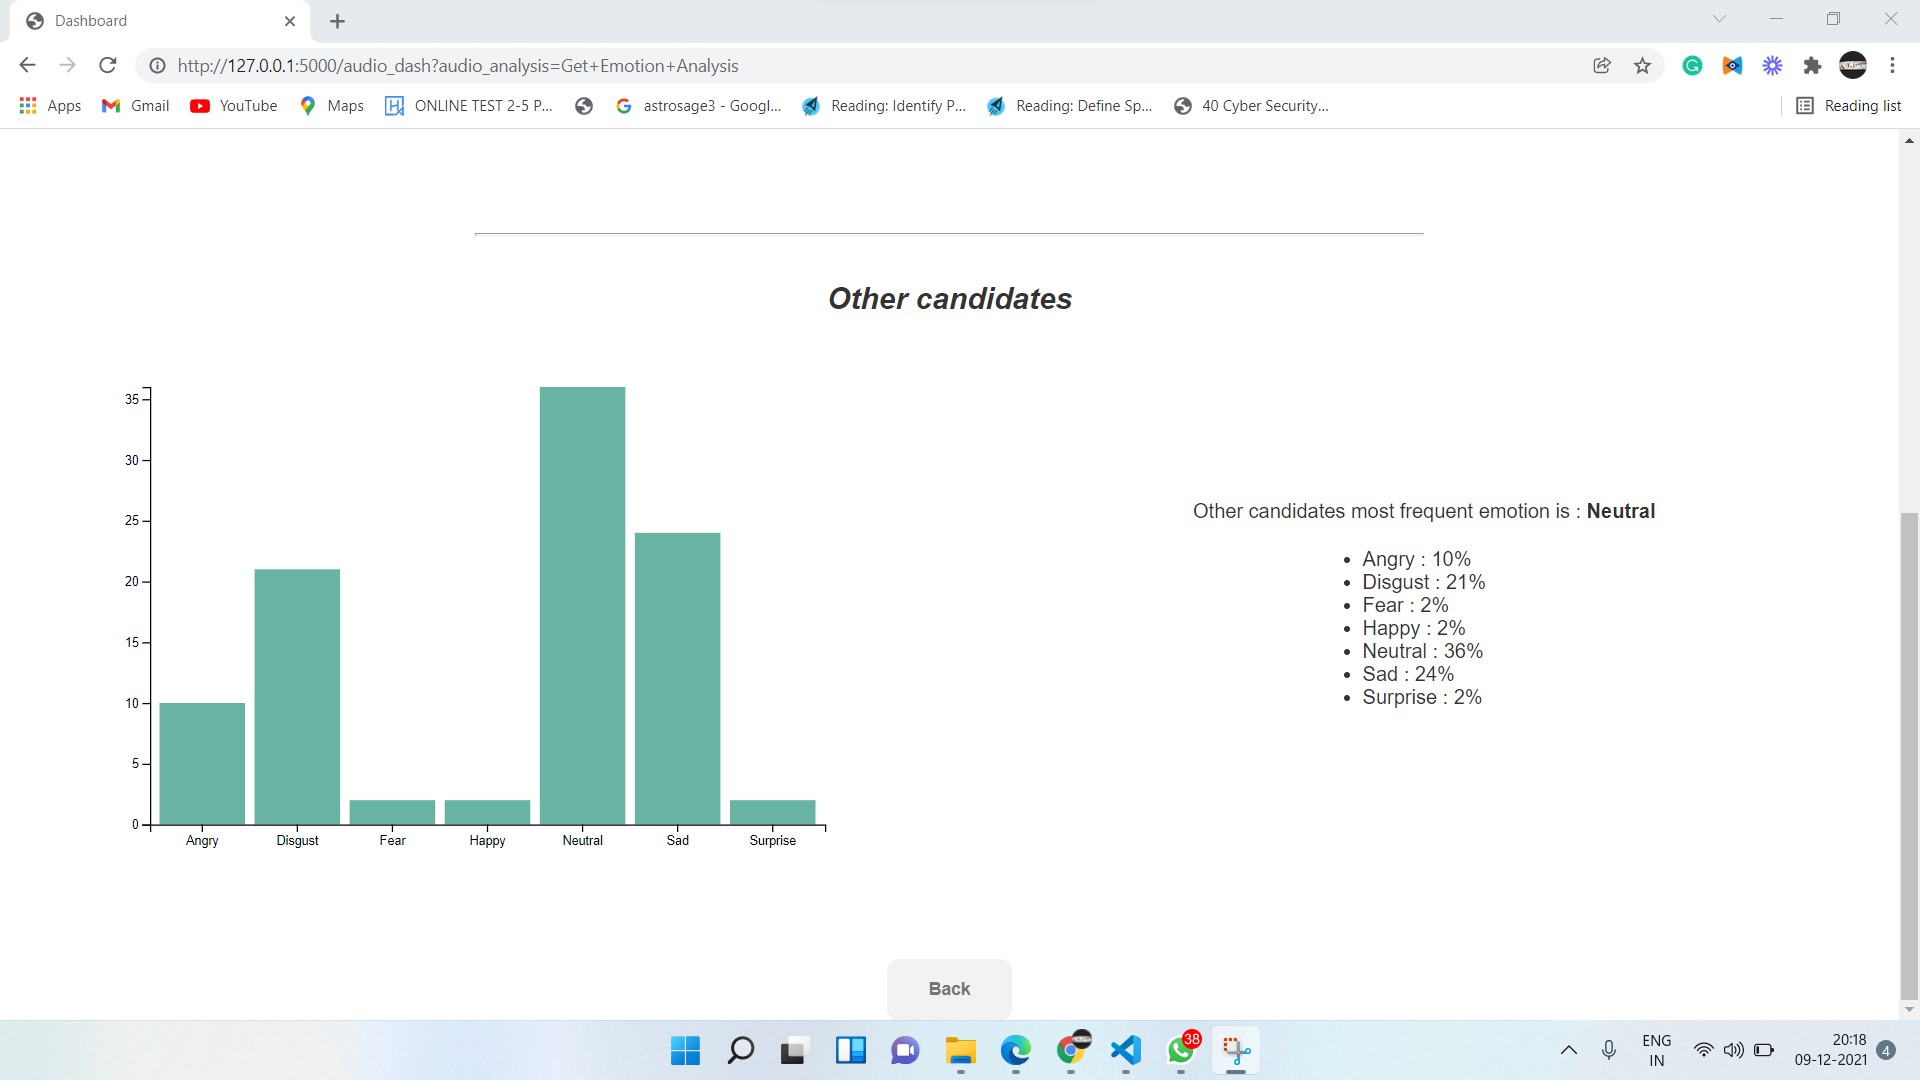 Dashboard
http://127.0.0.1:5000/audio_dash?audio_analysis=Get+Emotion+Analysis
Apps Gmail YouTube Maps ONLINE TEST 2-5 P... astrosage3 - Googl... Reading: Identify P... Reading: Define Sp... 40 Cyber Security... Reading list
Other candidates
35
30
25
20
15
10
5
0
Angry Disgust Fear Happy Neutral Sad Surprise
Other candidates most frequent emotion is : Neutral
• Angry : 10%
• Disgust : 21%
• Fear : 2%
• Happy : 2%
• Neutral : 36%
• Sad : 24%
• Surprise : 2%
Back
38
ENG
IN
20:18
09-12-2021
4